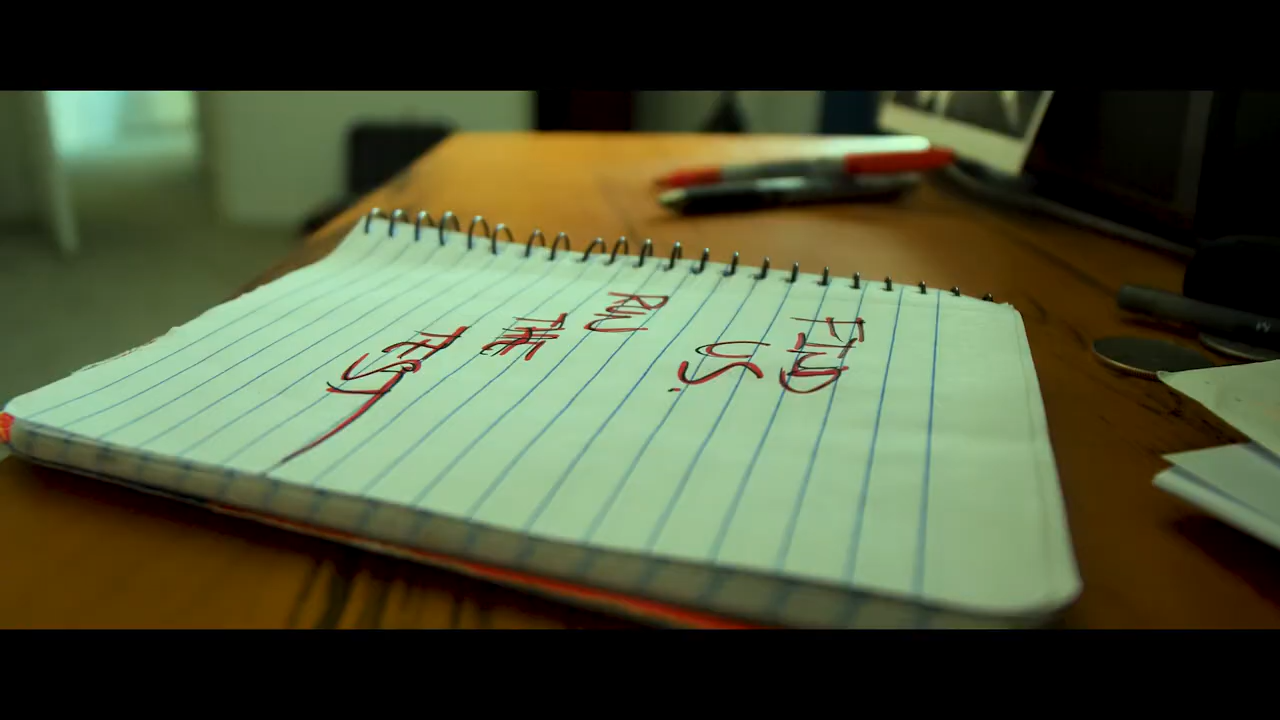 FIND
US.
RUN
THE
TEST